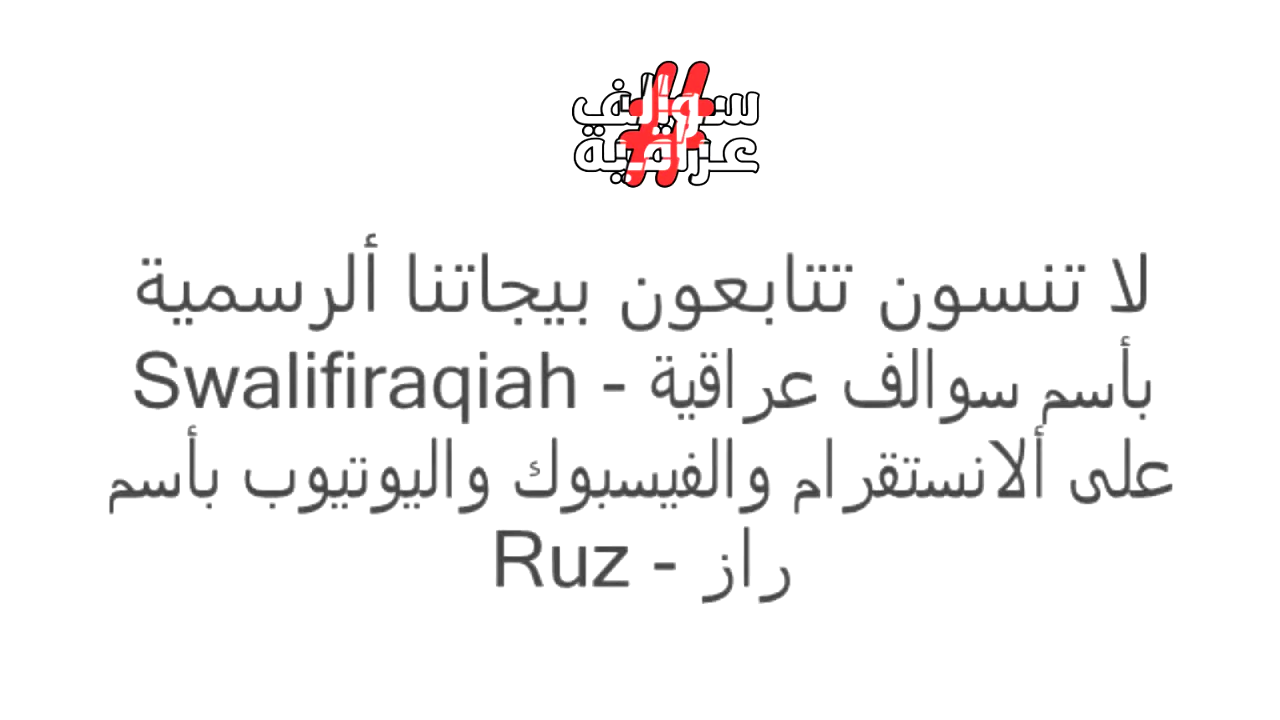 سوالف
عراقية
لا تنسون تتابعون بيجاتنا ألرسمية
بأسم سوالف عراقية - Swalifiraqiah
على ألانستقرام والفيسبوك واليوتيوب بأسم
راز - Ruz